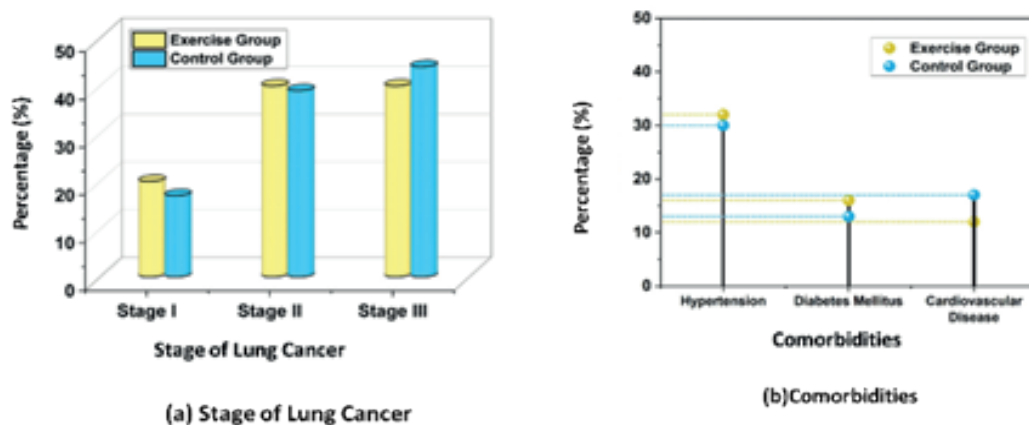 50
40
30
20
10
0
Percentage (%)
Exercise Group
Control Group
Stage I
Stage II
Stage III
Stage of Lung Cancer
(a) Stage of Lung Cancer
50
40
30
20
10
0
Percentage (%)
Exercise Group
Control Group
Hypertension
Diabetes Mellitus
Cardiovascular
Disease
Comorbidities
(b)Comorbidities